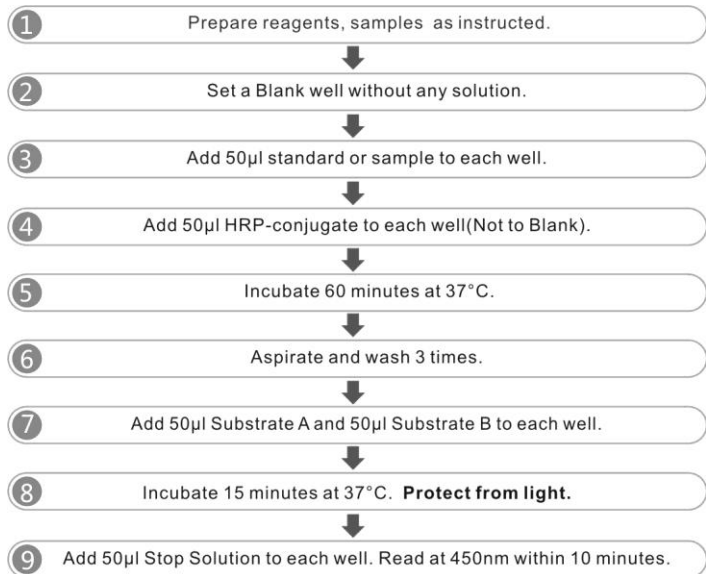 1 Prepare reagents, samples as instructed.
2 Set a Blank well without any solution.
3 Add 50μl standard or sample to each well.
4 Add 50μl HRP-conjugate to each well(Not to Blank).
5 Incubate 60 minutes at 37°C.
6 Aspirate and wash 3 times.
7 Add 50μl Substrate A and 50μl Substrate B to each well.
8 Incubate 15 minutes at 37°C. Protect from light.
9 Add 50μl Stop Solution to each well. Read at 450nm within 10 minutes.